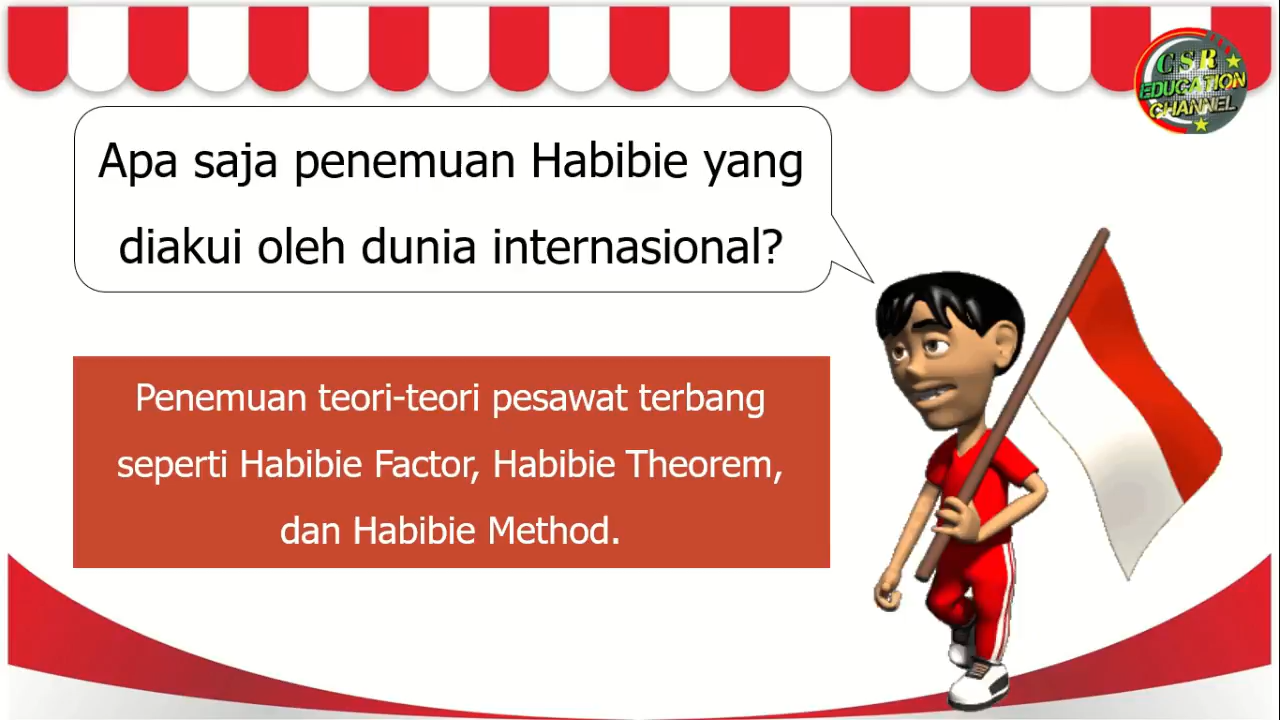 CSR
EDUCATION
CHANNEL
Apa saja penemuan Habibie yang
diakui oleh dunia internasional?
Penemuan teori-teori pesawat terbang
seperti Habibie Factor, Habibie Theorem,
dan Habibie Method.